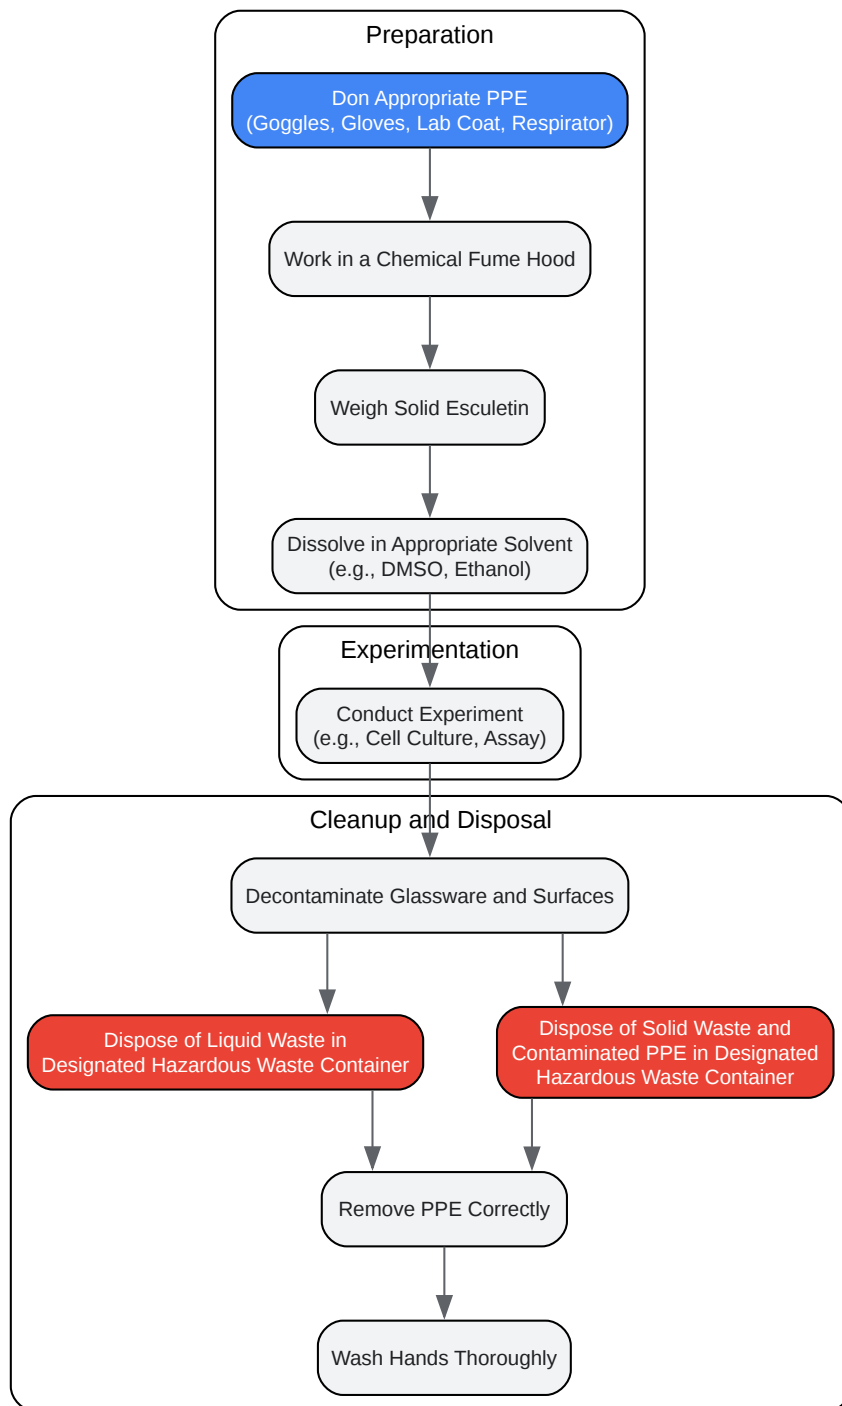 Preparation
Don Appropriate PPE
(Goggles, Gloves, Lab Coat, Respirator)
Work in a Chemical Fume Hood
Weigh Solid Esculetin
Dissolve in Appropriate Solvent
(e.g., DMSO, Ethanol)
Experimentation
Conduct Experiment
(e.g., Cell Culture, Assay)
Cleanup and Disposal
Decontaminate Glassware and Surfaces
Dispose of Liquid Waste in
Designated Hazardous Waste Container
Dispose of Solid Waste and
Contaminated PPE in Designated
Hazardous Waste Container
Remove PPE Correctly
Wash Hands Thoroughly